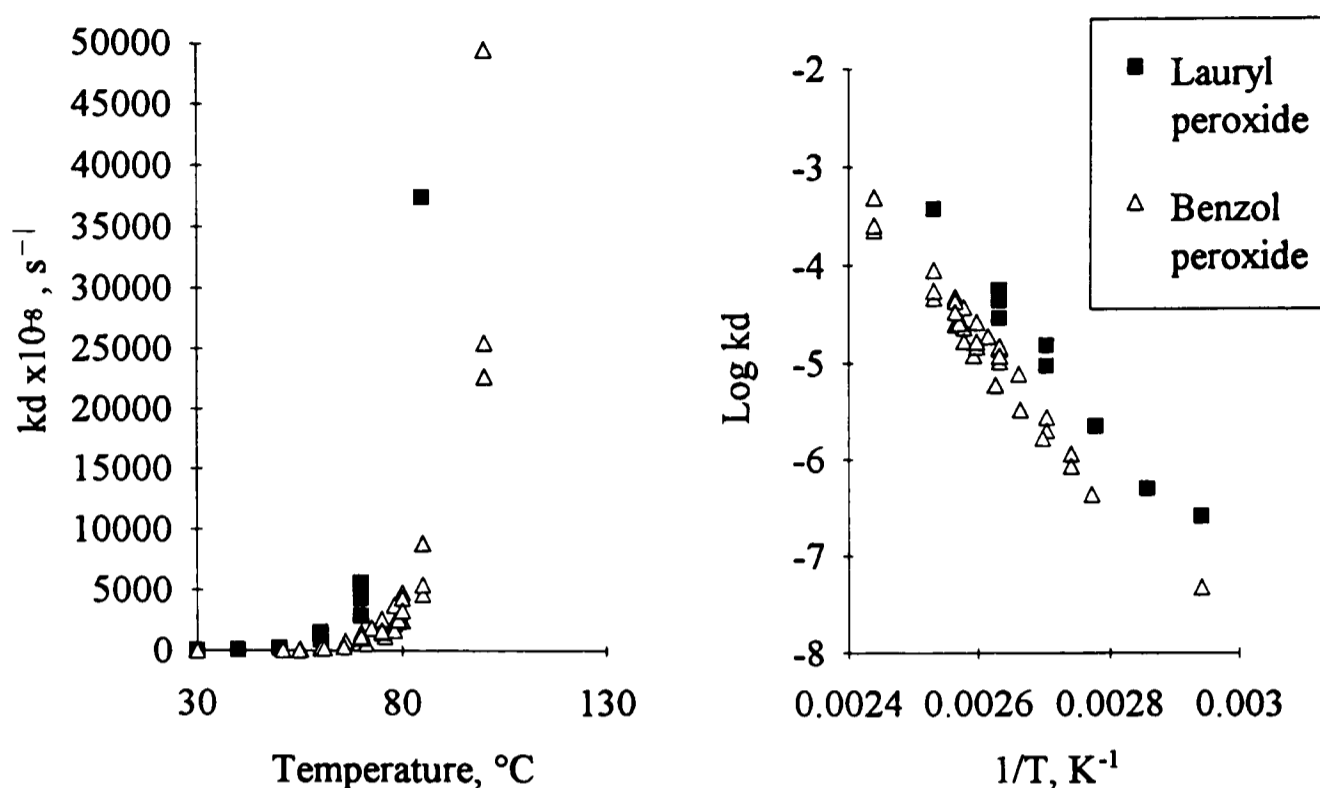 50000
45000
40000
35000
30000
25000
20000
15000
10000
5000
0
kd x10-8 , s−1
30 80 130
Temperature, °C
-2
-3
-4
-5
-6
-7
-8
Log kd
0.0024 0.0026 0.0028 0.003
1/T, K-1
Lauryl
peroxide
Benzol
peroxide